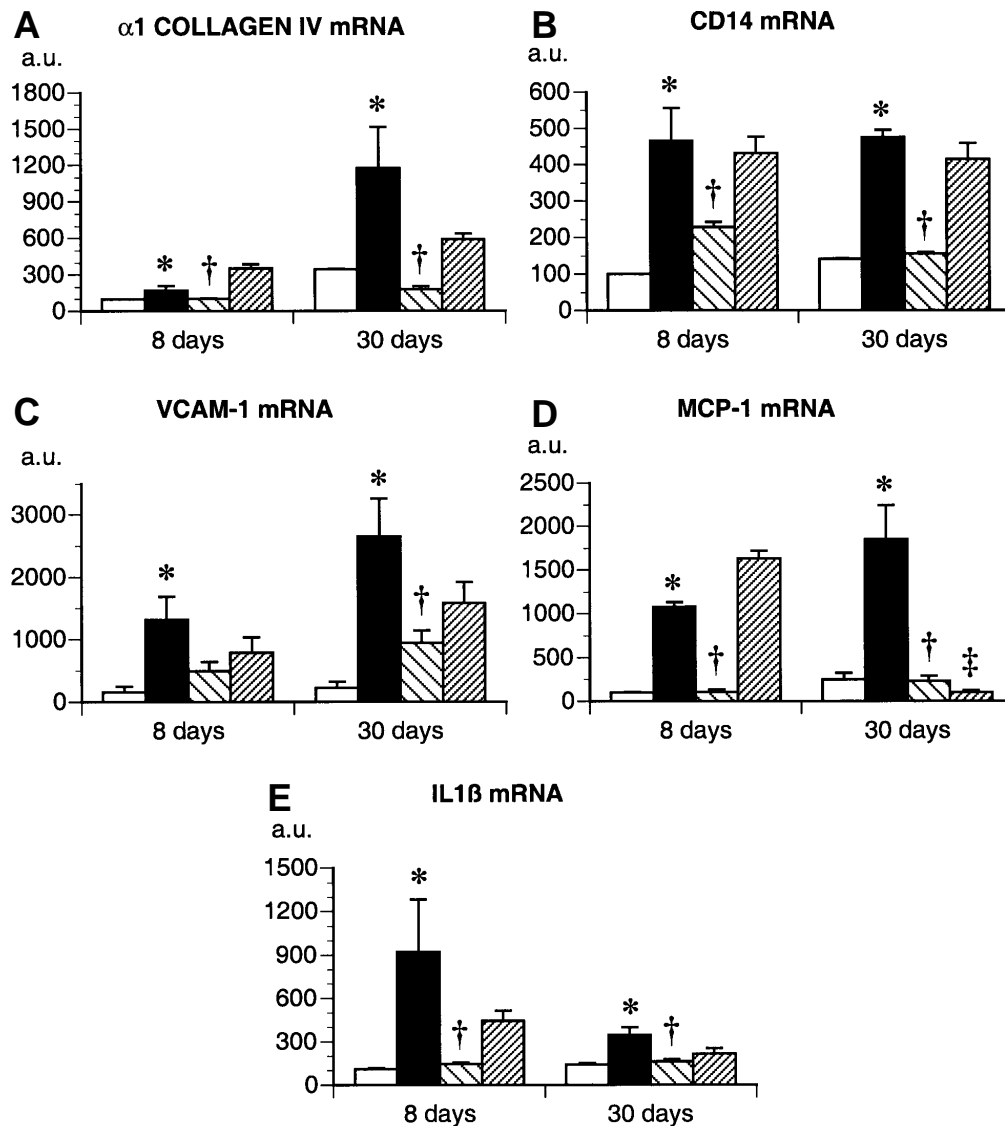 A
α1 COLLAGEN IV mRNA
a.u.
1800
1500
1200
900
600
300
0
*
†
*
†
8 days
30 days
B
CD14 mRNA
a.u.
600
500
400
300
200
100
0
*
†
*
†
8 days
30 days
C
VCAM-1 mRNA
a.u.
3000
2000
1000
0
*
*
†
8 days
30 days
D
MCP-1 mRNA
a.u.
2500
2000
1500
1000
500
0
*
†
*
†
‡
8 days
30 days
E
IL1ß mRNA
a.u.
1500
1200
900
600
300
0
*
†
*
†
8 days
30 days